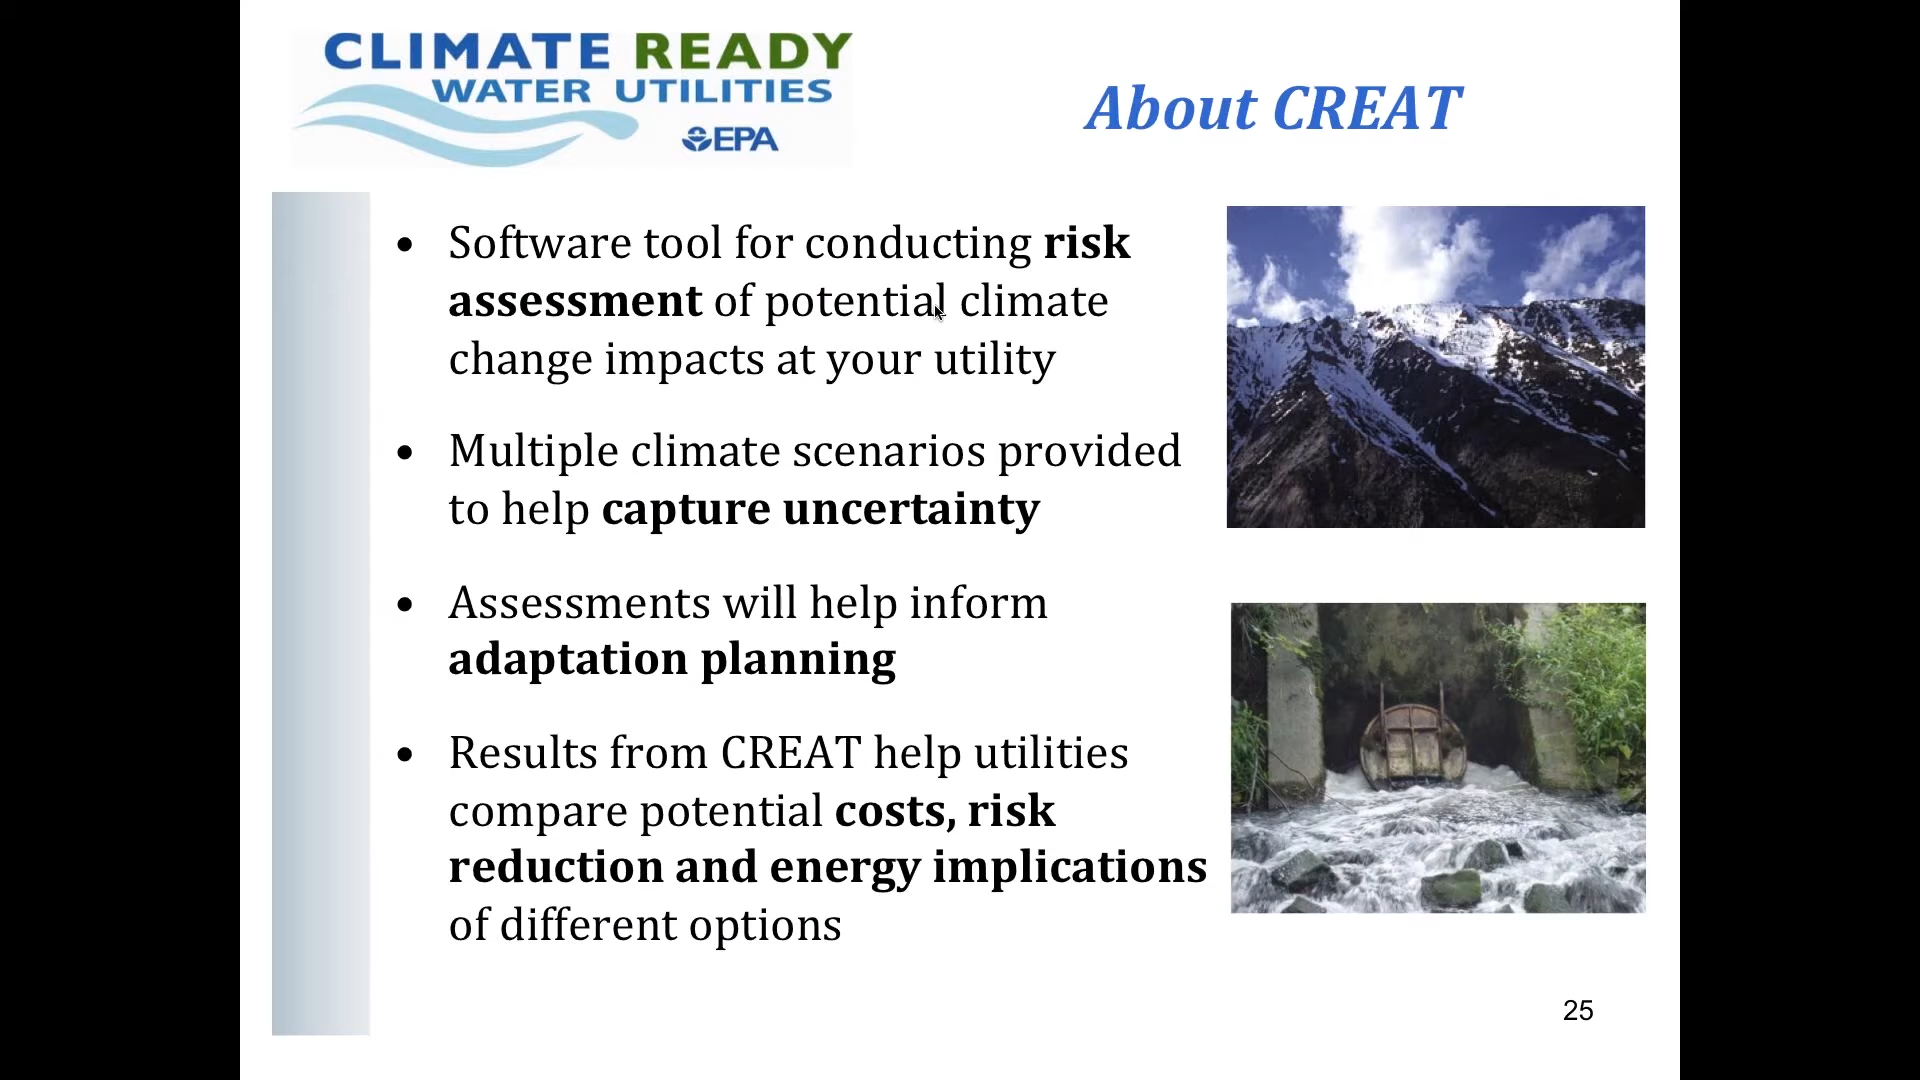 CLIMATE READY
WATER UTILITIES
EPA
About CREAT
• Software tool for conducting risk
assessment of potential climate
change impacts at your utility
• Multiple climate scenarios provided
to help capture uncertainty
• Assessments will help inform
adaptation planning
• Results from CREAT help utilities
compare potential costs, risk
reduction and energy implications
of different options
25